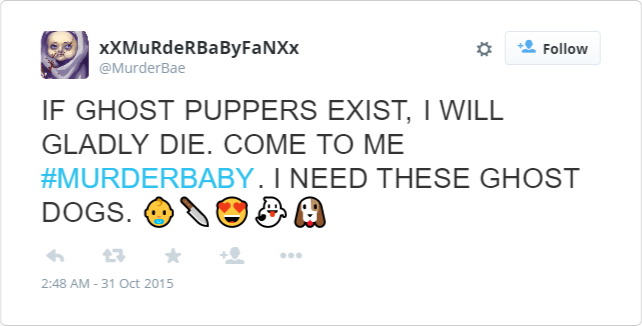 xXMuRdeRBaByFaNXx
@MurderBae
Follow
IF GHOST PUPPERS EXIST, I WILL
GLADLY DIE. COME TO ME
#MURDERBABY. I NEED THESE GHOST
DOGS. 👶🔪😍👻🐶
2:48 AM - 31 Oct 2015